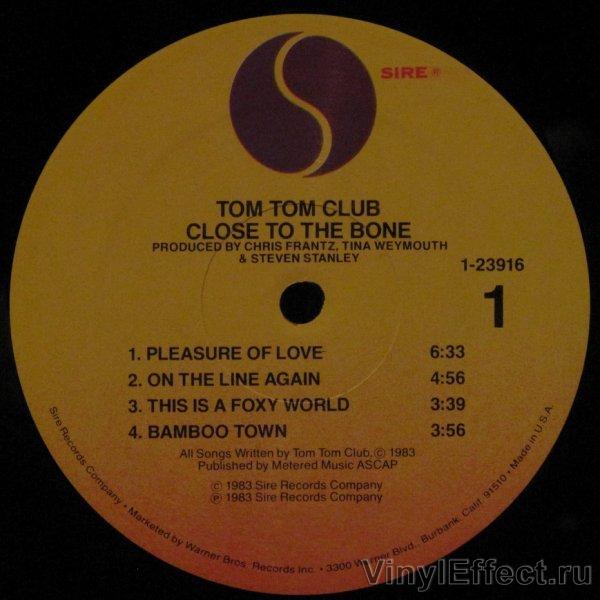 SIRE ®
TOM TOM CLUB
CLOSE TO THE BONE
PRODUCED BY CHRIS FRANTZ, TINA WEYMOUTH
& STEVEN STANLEY
1-23916
1
1. PLEASURE OF LOVE 6:33
2. ON THE LINE AGAIN 4:56
3. THIS IS A FOXY WORLD 3:39
4. BAMBOO TOWN 3:56
All Songs Written by Tom Tom Club, © 1983
Published by Metered Music ASCAP
© 1983 Sire Records Company
℗ 1983 Sire Records Company
Sire Records Company • Marketed by Warner Bros. Records Inc. • 3300 Warner Blvd., Burbank, Calif. 91510 • Made in U.S.A.
VinylEffect.ru